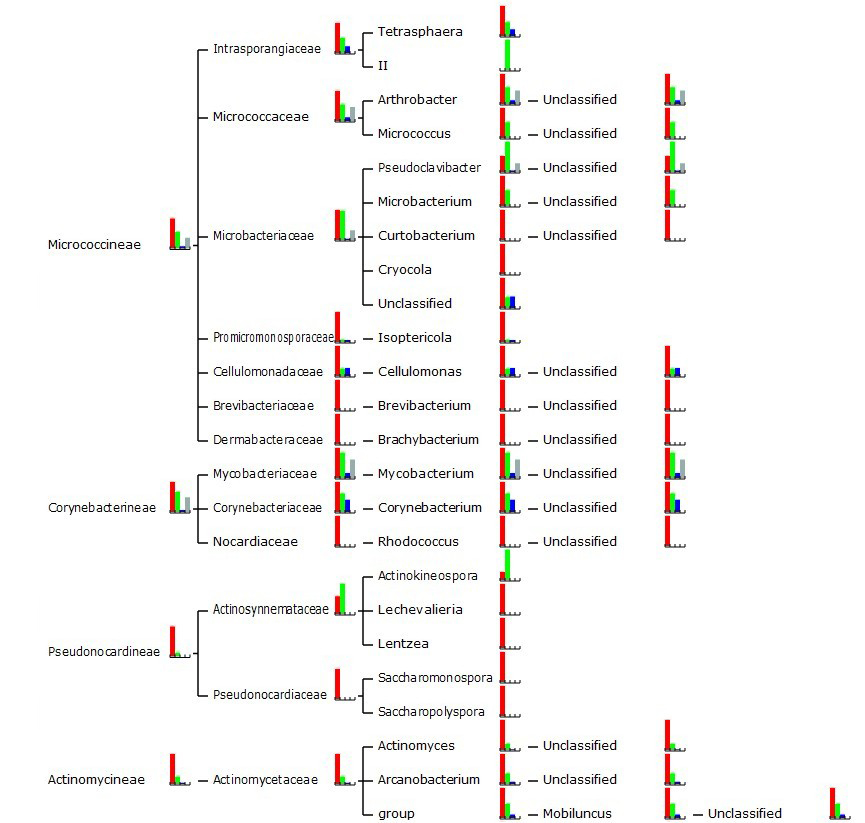 Tetrasphaera
Intrasporangiaceae
II
Arthrobacter Unclassified
Micrococcaceae
Micrococcus Unclassified
Pseudoclavibacter Unclassified
Microbacterium Unclassified
Microbacteriaceae Curtobacterium Unclassified
Micrococcineae
Cryocola
Unclassified
Promicromonosporaceae Isoptericola
Cellulomonadaceae Cellulomonas Unclassified
Brevibacteriaceae Brevibacterium Unclassified
Dermabacteraceae Brachybacterium Unclassified
Mycobacteriaceae Mycobacterium Unclassified
Corynebacterineae Corynebacteriaceae Corynebacterium Unclassified
Nocardiaceae Rhodococcus Unclassified
Actinokineospora
Actinosynnemataceae Lechevalieria
Lentzea
Pseudonocardineae
Saccharomonospora
Pseudonocardiaceae
Saccharopolyspora
Actinomyces Unclassified
Actinomycineae Actinomycetaceae Arcanobacterium Unclassified
group Mobiluncus Unclassified